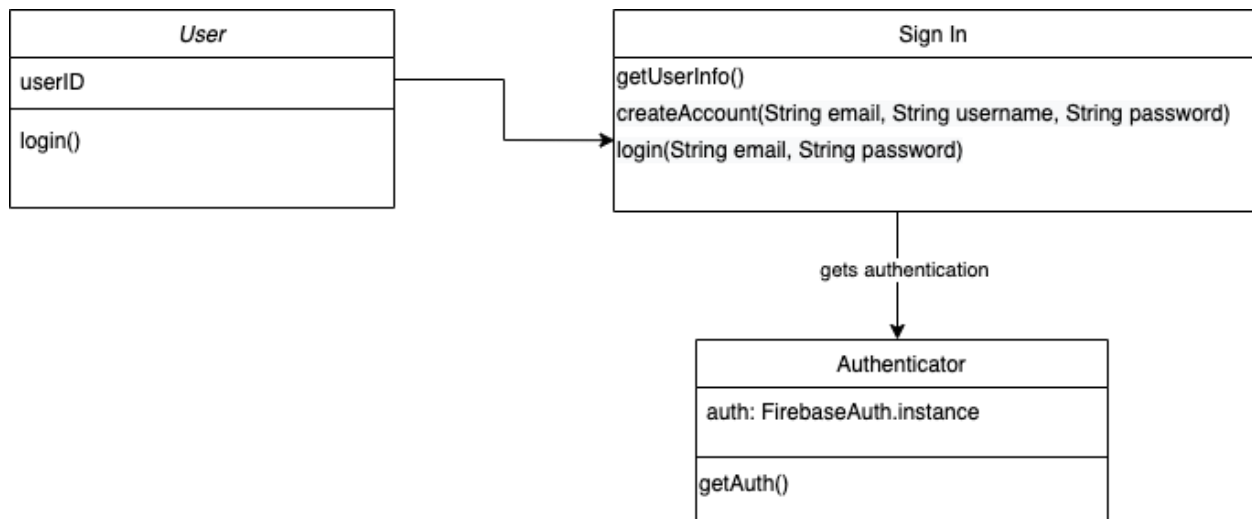 User
userID
login()
Sign In
getUserInfo()
createAccount(String email, String username, String password)
login(String email, String password)
gets authentication
Authenticator
auth: FirebaseAuth.instance
getAuth()